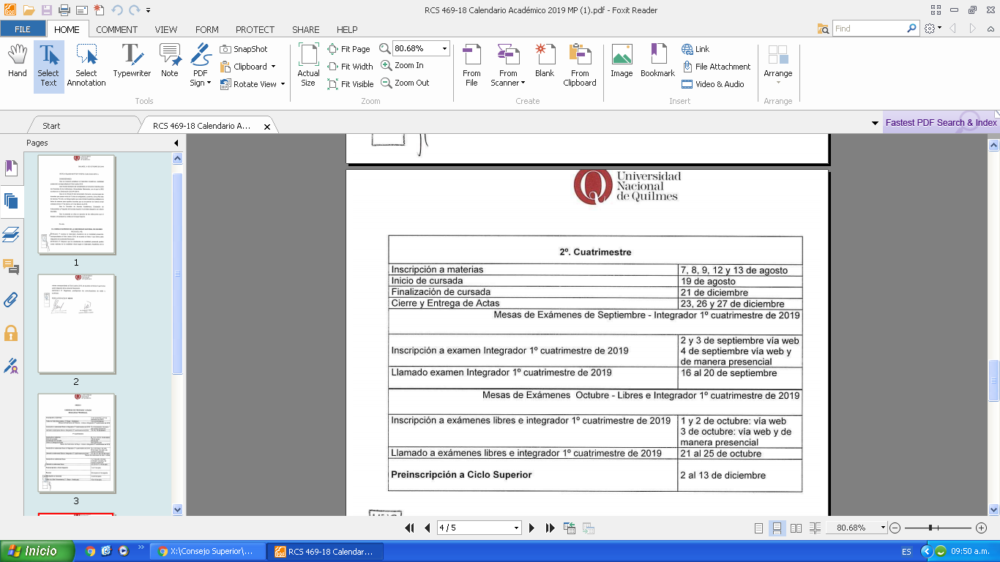 RCS 469-18 Calendario Académico 2019 MP (1).pdf - Foxit Reader
FILE
HOME
COMMENT
VIEW
FORM
PROTECT
SHARE
HELP
Find
Hand
Select Text
Select Annotation
Typewriter
Note
PDF Sign
SnapShot
Clipboard
Rotate View
Tools
Actual Size
Fit Page
Fit Width
Fit Visible
80.68%
Zoom In
Zoom Out
Zoom
From File
From Scanner
Blank
From Clipboard
Create
Image
Bookmark
Link
File Attachment
Video & Audio
Insert
Arrange
Arrange
Start
RCS 469-18 Calendario A...
Fastest PDF Search & Index
Pages
1
2
3
Universidad
Nacional
de Quilmes
2º. Cuatrimestre
Inscripción a materias 7, 8, 9, 12 y 13 de agosto
Inicio de cursada 19 de agosto
Finalización de cursada 21 de diciembre
Cierre y Entrega de Actas 23, 26 y 27 de diciembre
Mesas de Exámenes de Septiembre - Integrador 1º cuatrimestre de 2019
Inscripción a examen Integrador 1º cuatrimestre de 2019
2 y 3 de septiembre vía web
4 de septiembre vía web y
de manera presencial
Llamado examen Integrador 1º cuatrimestre de 2019 16 al 20 de septiembre
Mesas de Exámenes Octubre - Libres e Integrador 1º cuatrimestre de 2019
Inscripción a exámenes libres e integrador 1º cuatrimestre de 2019 1 y 2 de octubre: vía web
3 de octubre: vía web y de
manera presencial
Llamado a exámenes libres e integrador 1º cuatrimestre de 2019 21 al 25 de octubre
Preinscripción a Ciclo Superior 2 al 13 de diciembre
4 / 5
80.68%
Inicio
X:\Consejo Superior\...
RCS 469-18 Calendar...
ES
09:50 a.m.